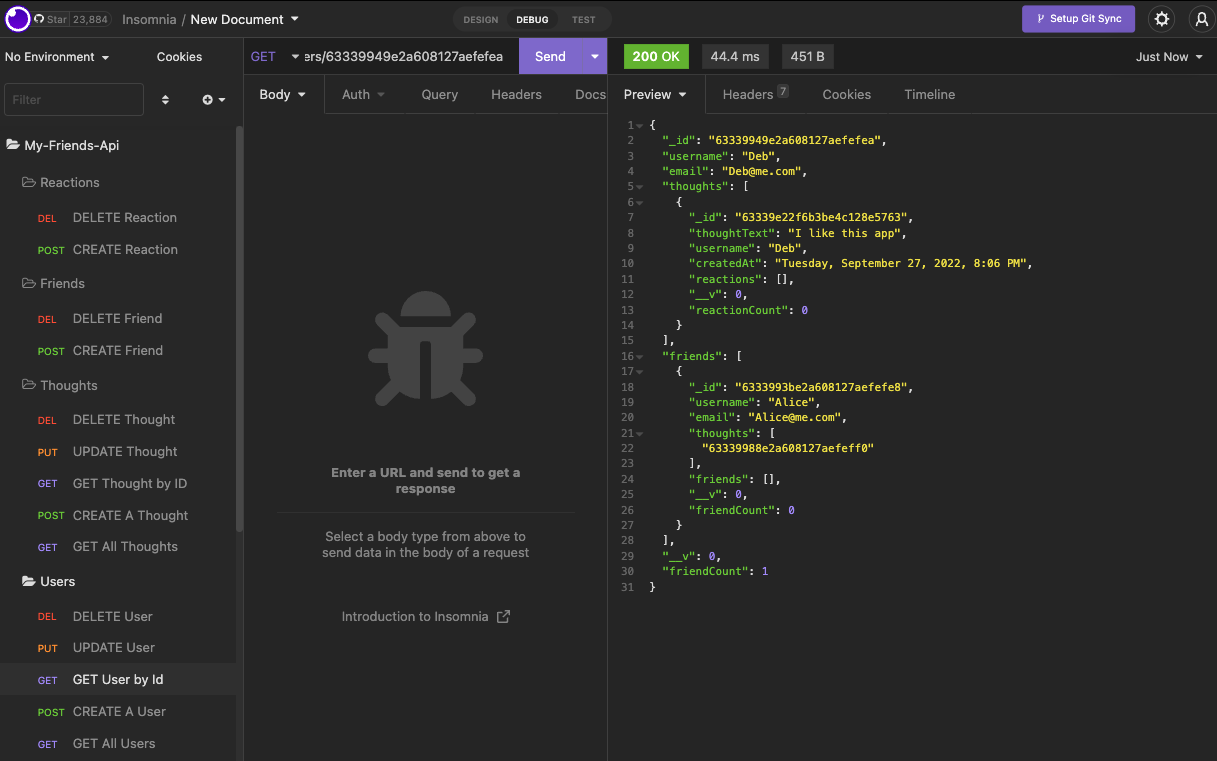 Star 23,884 Insomnia / New Document DESIGN DEBUG TEST Setup Git Sync
No Environment Cookies
Filter
My-Friends-Api
Reactions
DEL DELETE Reaction
POST CREATE Reaction
Friends
DEL DELETE Friend
POST CREATE Friend
Thoughts
DEL DELETE Thought
PUT UPDATE Thought
GET GET Thought by ID
POST CREATE A Thought
GET GET All Thoughts
Users
DEL DELETE User
PUT UPDATE User
GET GET User by Id
POST CREATE A User
GET GET All Users
GET ers/63339949e2a608127aefefea Send
Body Auth Query Headers Docs
Enter a URL and send to get a
response
Select a body type from above to
send data in the body of a request
Introduction to Insomnia
200 OK 44.4 ms 451 B Just Now
Preview Headers 7 Cookies Timeline
1 {
2 "_id": "63339949e2a608127aefefea",
3 "username": "Deb",
4 "email": "Deb@me.com",
5 "thoughts": [
6 {
7 "_id": "63339e22f6b3be4c128e5763",
8 "thoughtText": "I like this app",
9 "username": "Deb",
10 "createdAt": "Tuesday, September 27, 2022, 8:06 PM",
11 "reactions": [],
12 "__v": 0,
13 "reactionCount": 0
14 }
15 ],
16 "friends": [
17 {
18 "_id": "6333993be2a608127aefefe8",
19 "username": "Alice",
20 "email": "Alice@me.com",
21 "thoughts": [
22 "63339988e2a608127aefeff0"
23 ],
24 "friends": [],
25 "__v": 0,
26 "friendCount": 0
27 }
28 ],
29 "__v": 0,
30 "friendCount": 1
31 }